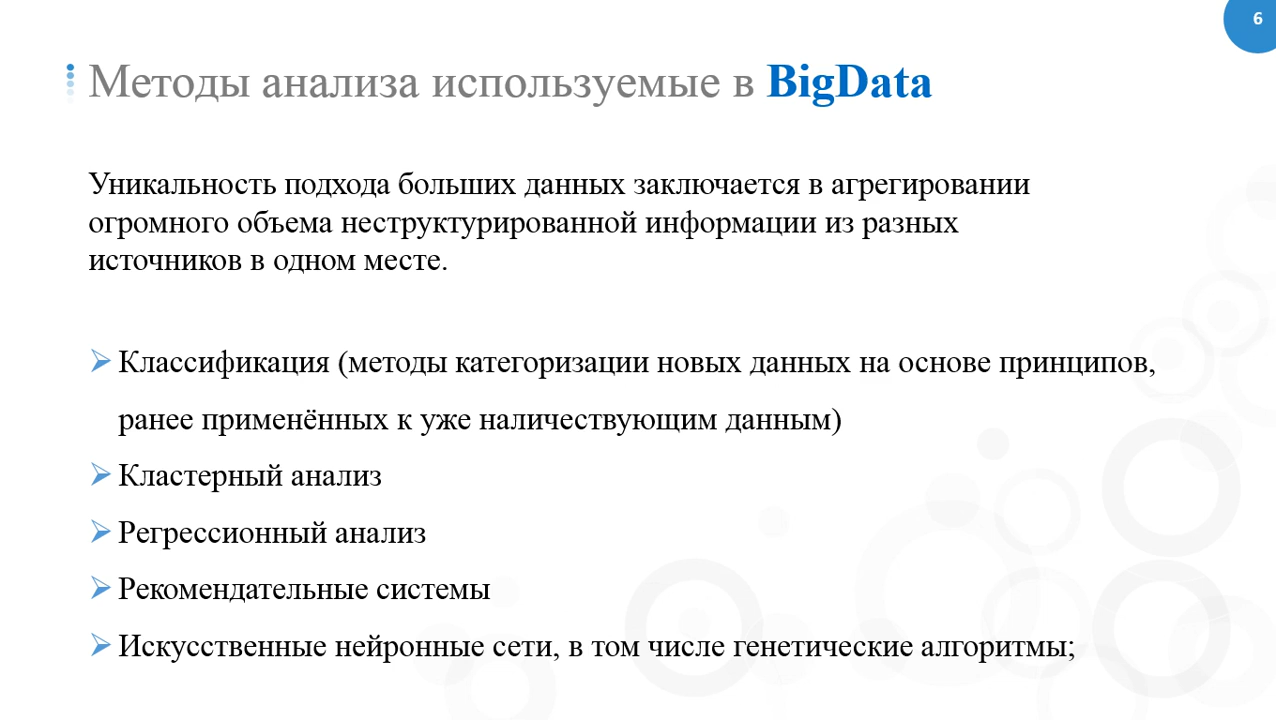 6
Методы анализа используемые в BigData
Уникальность подхода больших данных заключается в агрегировании
огромного объема неструктурированной информации из разных
источников в одном месте.
Классификация (методы категоризации новых данных на основе принципов,
ранее применённых к уже наличествующим данным)
Кластерный анализ
Регрессионный анализ
Рекомендательные системы
Искусственные нейронные сети, в том числе генетические алгоритмы;